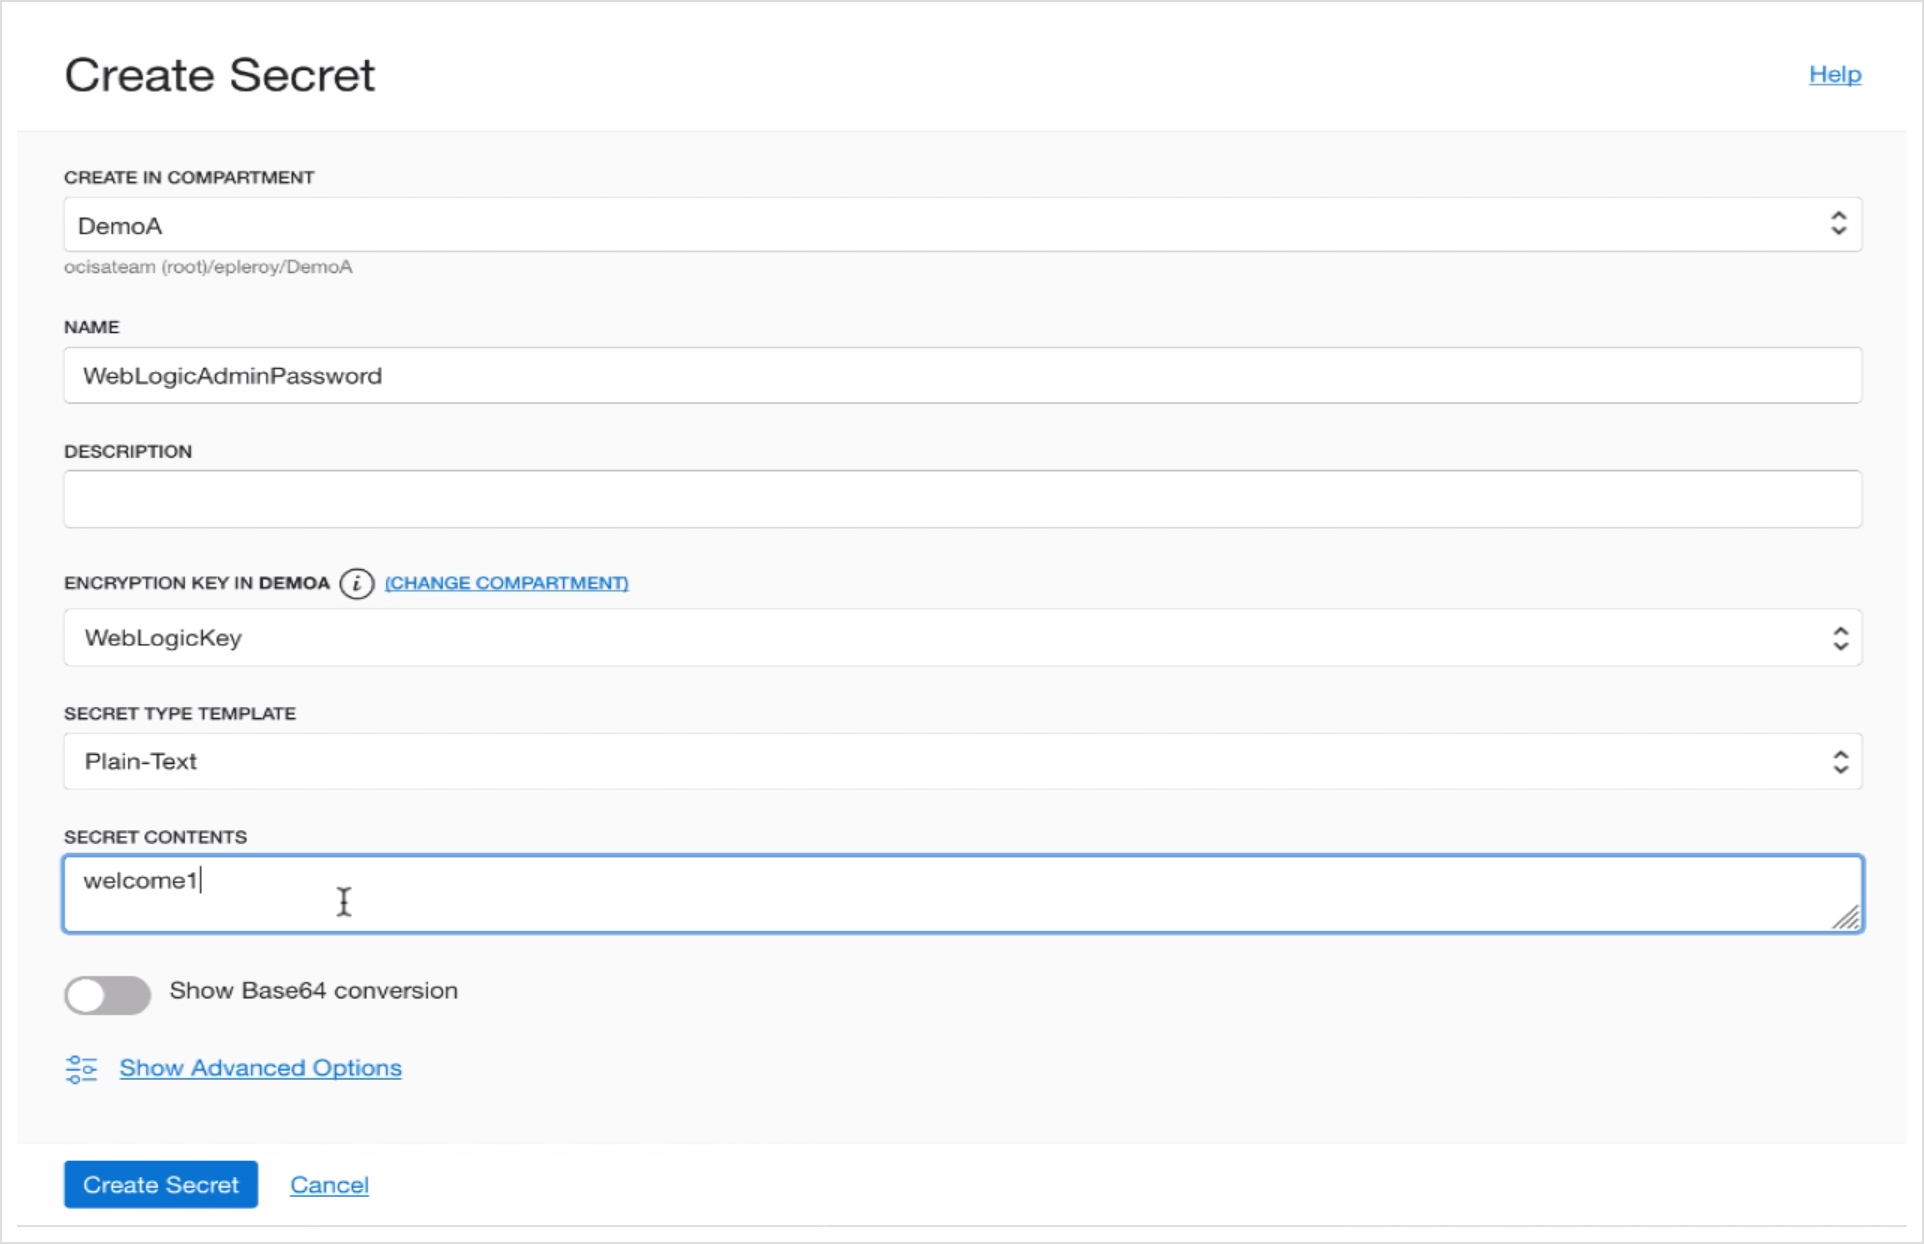 Create Secret
Help
CREATE IN COMPARTMENT
DemoA
ocisateam (root)/epleroy/DemoA
NAME
WebLogicAdminPassword
DESCRIPTION
ENCRYPTION KEY IN DEMOA i (CHANGE COMPARTMENT)
WebLogicKey
SECRET TYPE TEMPLATE
Plain-Text
SECRET CONTENTS
welcome1
Show Base64 conversion
Show Advanced Options
Create Secret Cancel